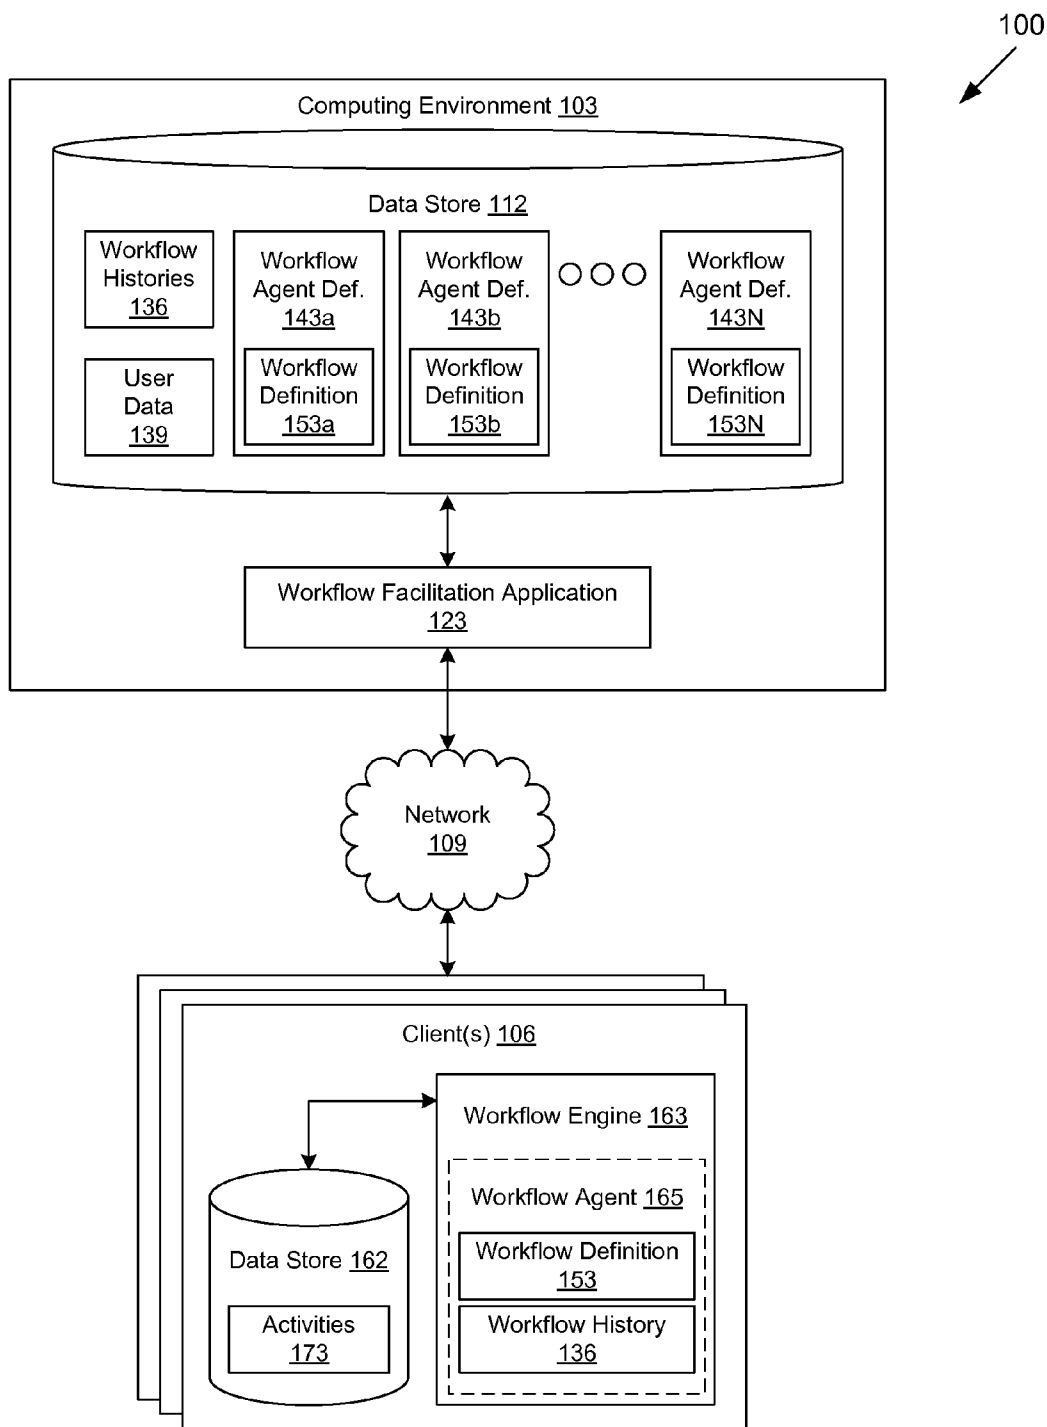 100
Computing Environment 103
Data Store 112
Workflow
Histories
136
User
Data
139
Workflow
Agent Def.
143a
Workflow
Definition
153a
Workflow
Agent Def.
143b
Workflow
Definition
153b
Workflow
Agent Def.
143N
Workflow
Definition
153N
Workflow Facilitation Application
123
Network
109
Client(s) 106
Workflow Engine 163
Workflow Agent 165
Workflow Definition
153
Workflow History
136
Data Store 162
Activities
173